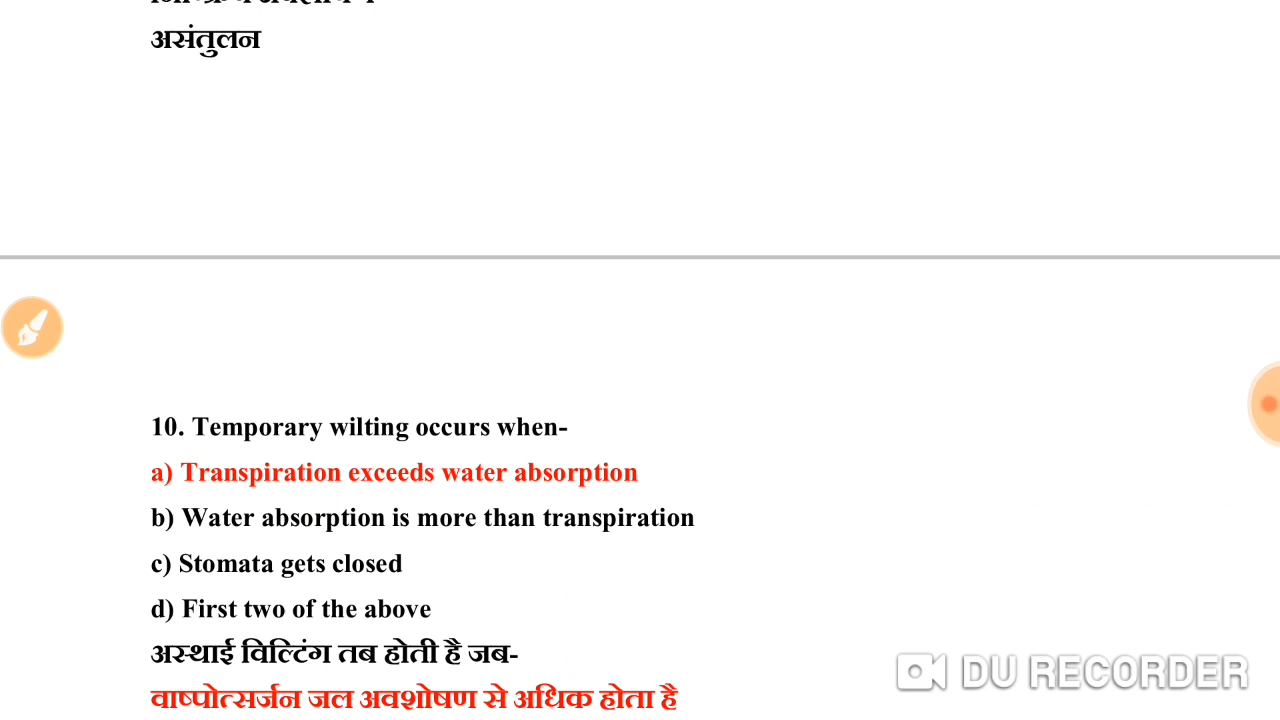 असंतुलन
10. Temporary wilting occurs when-
a) Transpiration exceeds water absorption
b) Water absorption is more than transpiration
c) Stomata gets closed
d) First two of the above
अस्थाई विल्टिंग तब होती है जब-
वाष्पोत्सर्जन जल अवशोषण से अधिक होता है
DU RECORDER